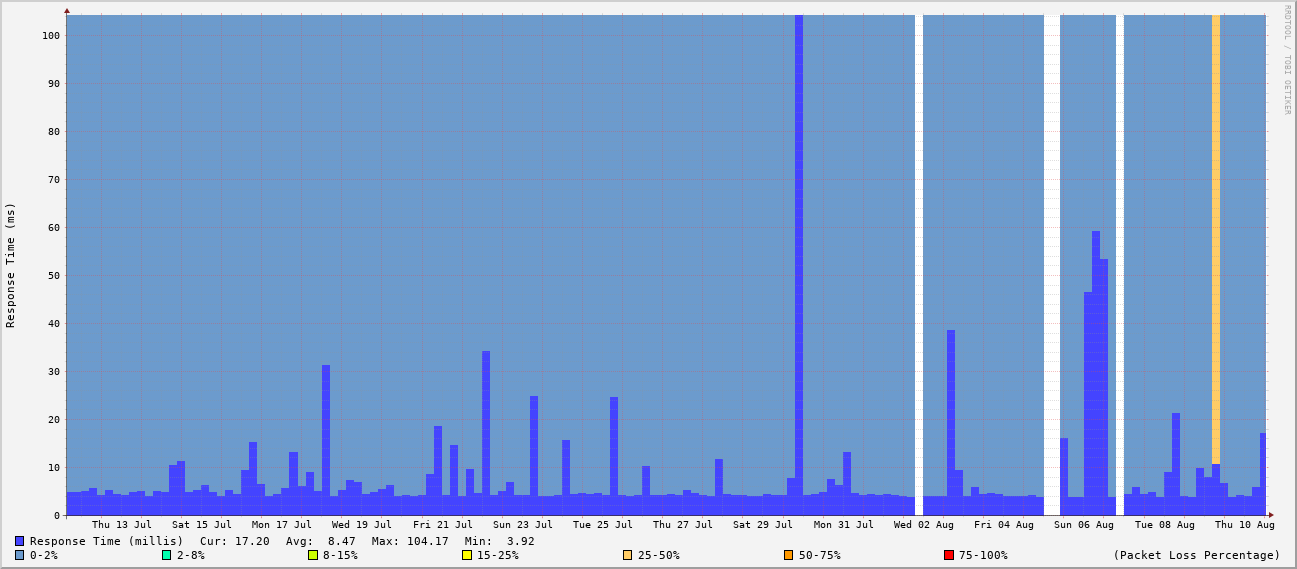 RRDTOOL / TOBI OETIKER
Response Time (ms)
100
90
80
70
60
50
40
30
20
10
0
Thu 13 Jul Sat 15 Jul Mon 17 Jul Wed 19 Jul Fri 21 Jul Sun 23 Jul Tue 25 Jul Thu 27 Jul Sat 29 Jul Mon 31 Jul Wed 02 Aug Fri 04 Aug Sun 06 Aug Tue 08 Aug Thu 10 Aug
Response Time (millis) Cur: 17.20 Avg: 8.47 Max: 104.17 Min: 3.92
0-2% 2-8% 8-15% 15-25% 25-50% 50-75% 75-100% (Packet Loss Percentage)